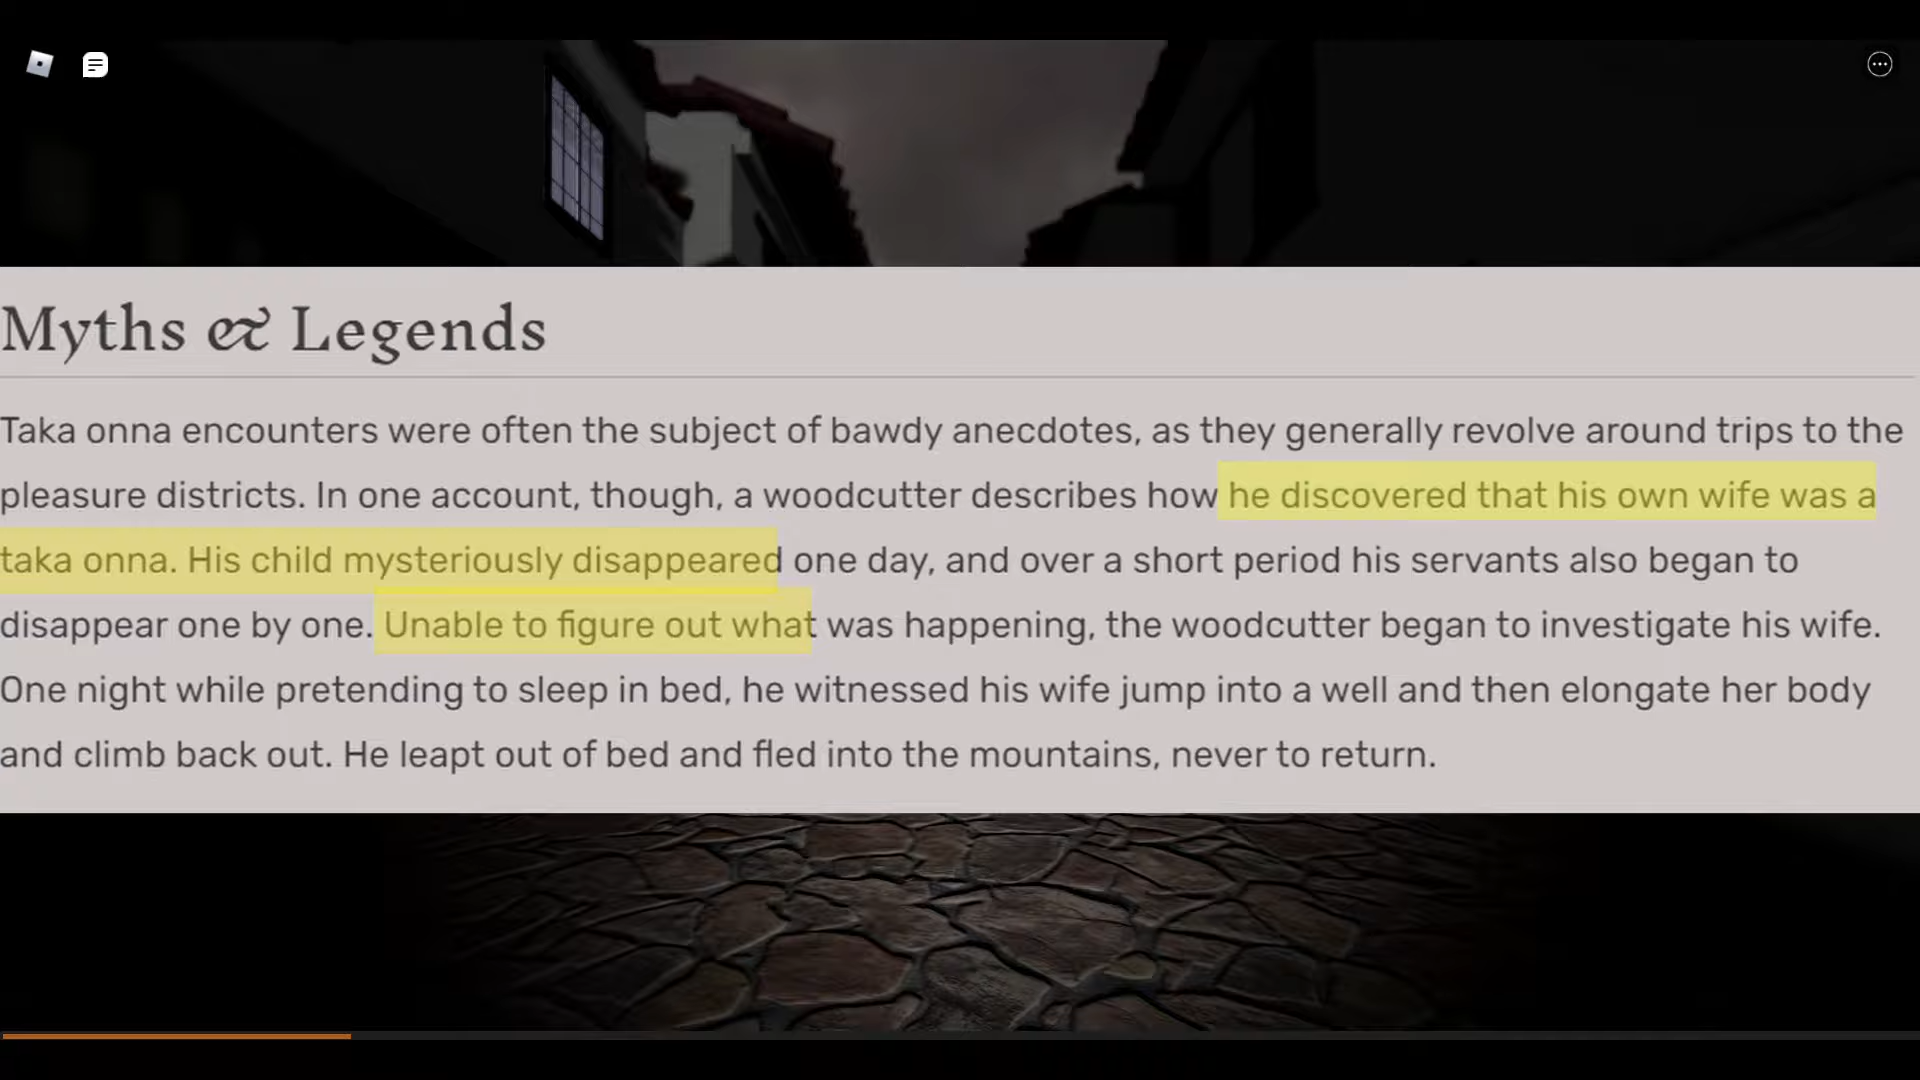 Myths & Legends
Taka onna encounters were often the subject of bawdy anecdotes, as they generally revolve around trips to the
pleasure districts. In one account, though, a woodcutter describes how he discovered that his own wife was a
taka onna. His child mysteriously disappeared one day, and over a short period his servants also began to
disappear one by one. Unable to figure out what was happening, the woodcutter began to investigate his wife.
One night while pretending to sleep in bed, he witnessed his wife jump into a well and then elongate her body
and climb back out. He leapt out of bed and fled into the mountains, never to return.